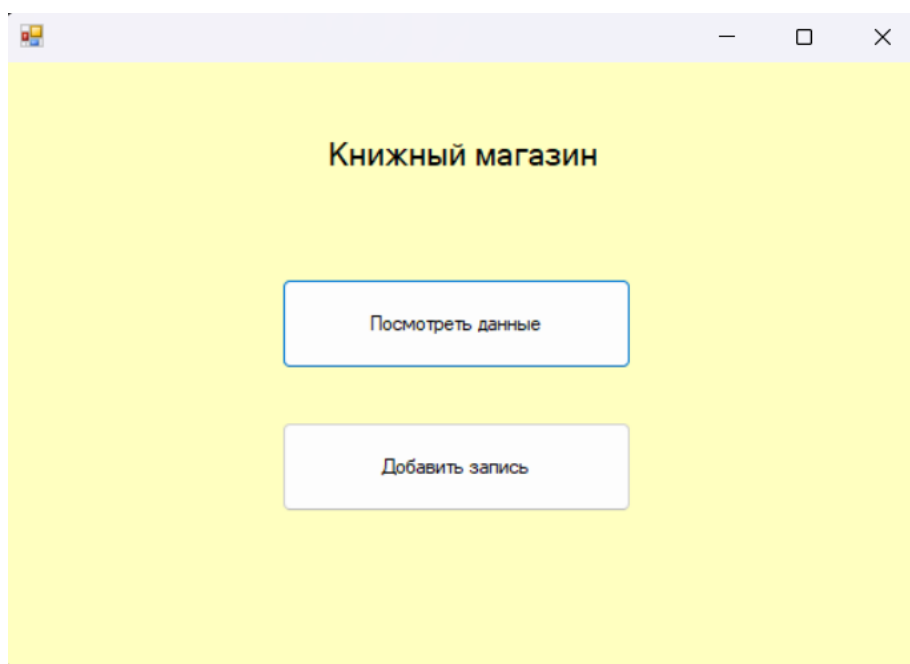 Книжный магазин
Посмотреть данные
Добавить запись